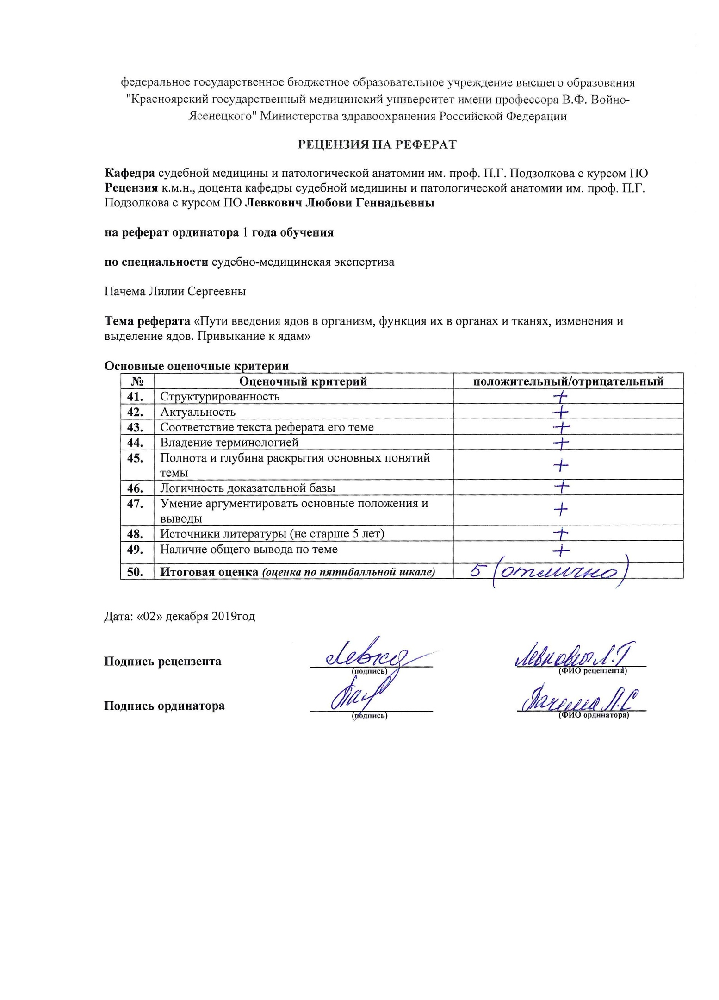 федеральное государственное бюджетное образовательное учреждение высшего образования
"Красноярский государственный медицинский университет имени профессора В.Ф. Войно-
Ясенецкого" Министерства здравоохранения Российской Федерации
РЕЦЕНЗИЯ НА РЕФЕРАТ
Кафедра судебной медицины и патологической анатомии им. проф. П.Г. Подзолкова с курсом ПО
Рецензия к.м.н., доцента кафедры судебной медицины и патологической анатомии им. проф. П.Г.
Подзолкова с курсом ПО Левкович Любови Геннадьевны
на реферат ординатора 1 года обучения
по специальности судебно-медицинская экспертиза
Пачема Лилии Сергеевны
Тема реферата «Пути введения ядов в организм, функция их в органах и тканях, изменения и
выделение ядов. Привыкание к ядам»
Основные оценочные критерии
№ Оценочный критерий положительный/отрицательный
41. Структурированность +
42. Актуальность +
43. Соответствие текста реферата его теме +
44. Владение терминологией +
45. Полнота и глубина раскрытия основных понятий
темы +
46. Логичность доказательной базы +
47. Умение аргументировать основные положения и
выводы +
48. Источники литературы (не старше 5 лет) +
49. Наличие общего вывода по теме +
50. Итоговая оценка (оценка по пятибалльной шкале) 5 (отлично)
Дата: «02» декабря 2019год
Подпись рецензента Левкович Л.Г
(подпись) (ФИО рецензента)
Подпись ординатора Пачема Л.С
(подпись) (ФИО ординатора)